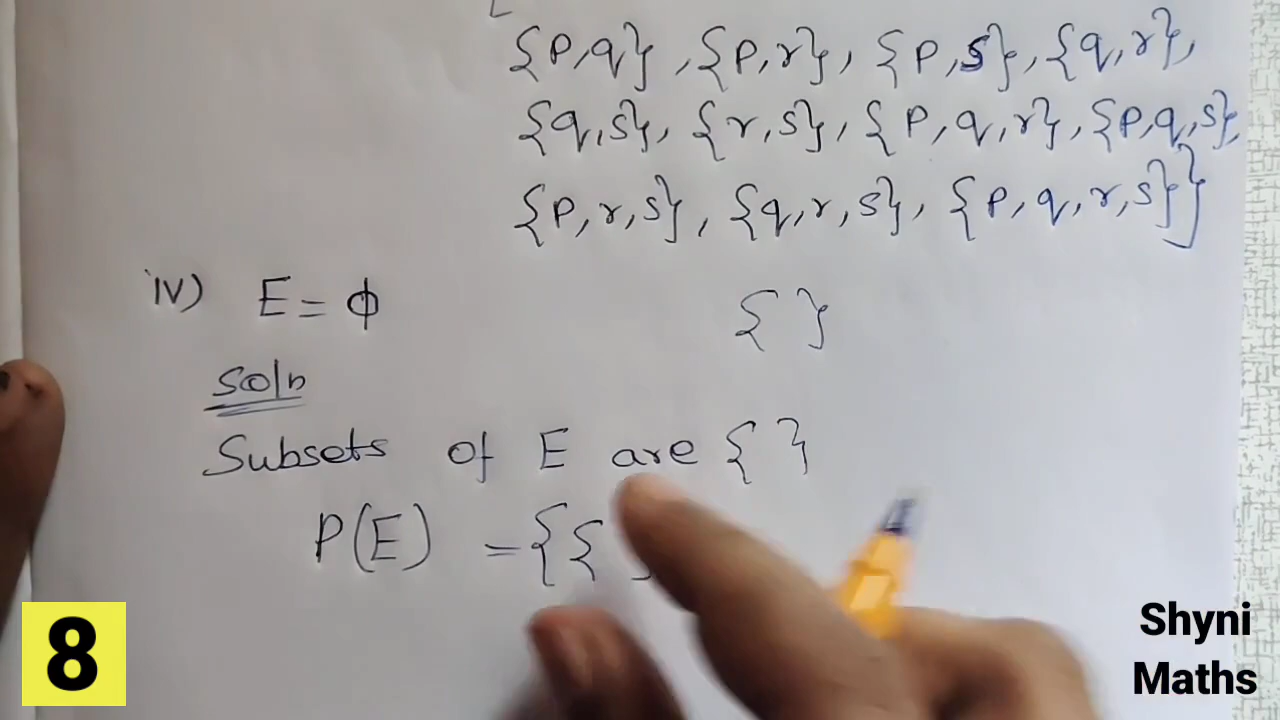 {p,q}, {p,r}, {p,s}, {q,r},
{q,s}, {r,s}, {p,q,r}, {p,q,s},
{p,r,s}, {q,r,s}, {p,q,r,s}}
iv) E = ϕ { }
Soln
Subsets of E are { }
P(E) = {{
8
Shyni
Maths